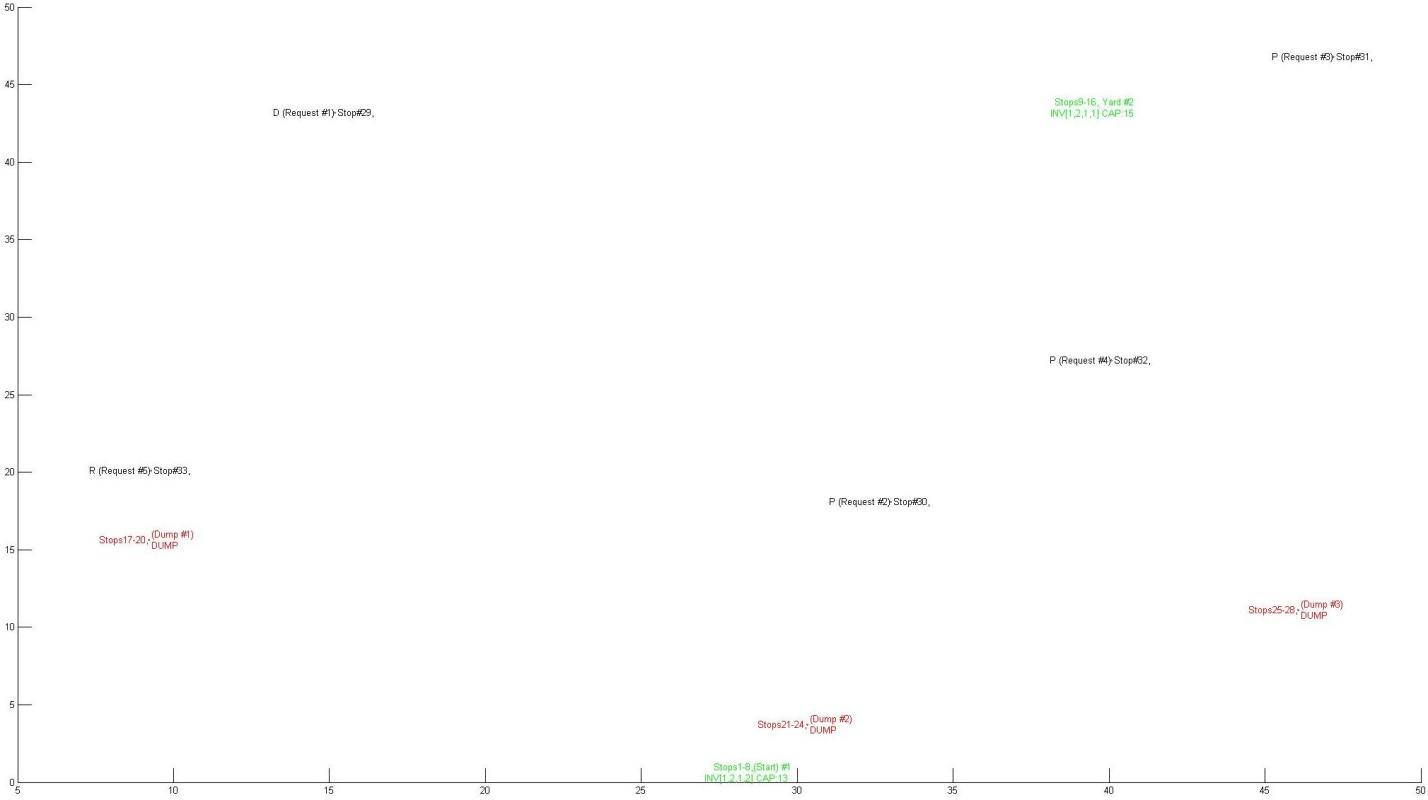 50
P (Request #3) Stop#31,
45
Stops9-16, Yard #2
INV[1,2,1,1] CAP:15
D (Request #1) Stop#29,
40
35
30
P (Request #4) Stop#32,
25
20
R (Request #5) Stop#33,
P (Request #2) Stop#30,
15
Stops17-20, (Dump #1)
DUMP
Stops25-28, (Dump #3)
DUMP
10
5
Stops21-24, (Dump #2)
DUMP
Stops1-8,(Start) #1
INV[1,2,1,2] CAP:13
0
5 10 15 20 25 30 35 40 45 50